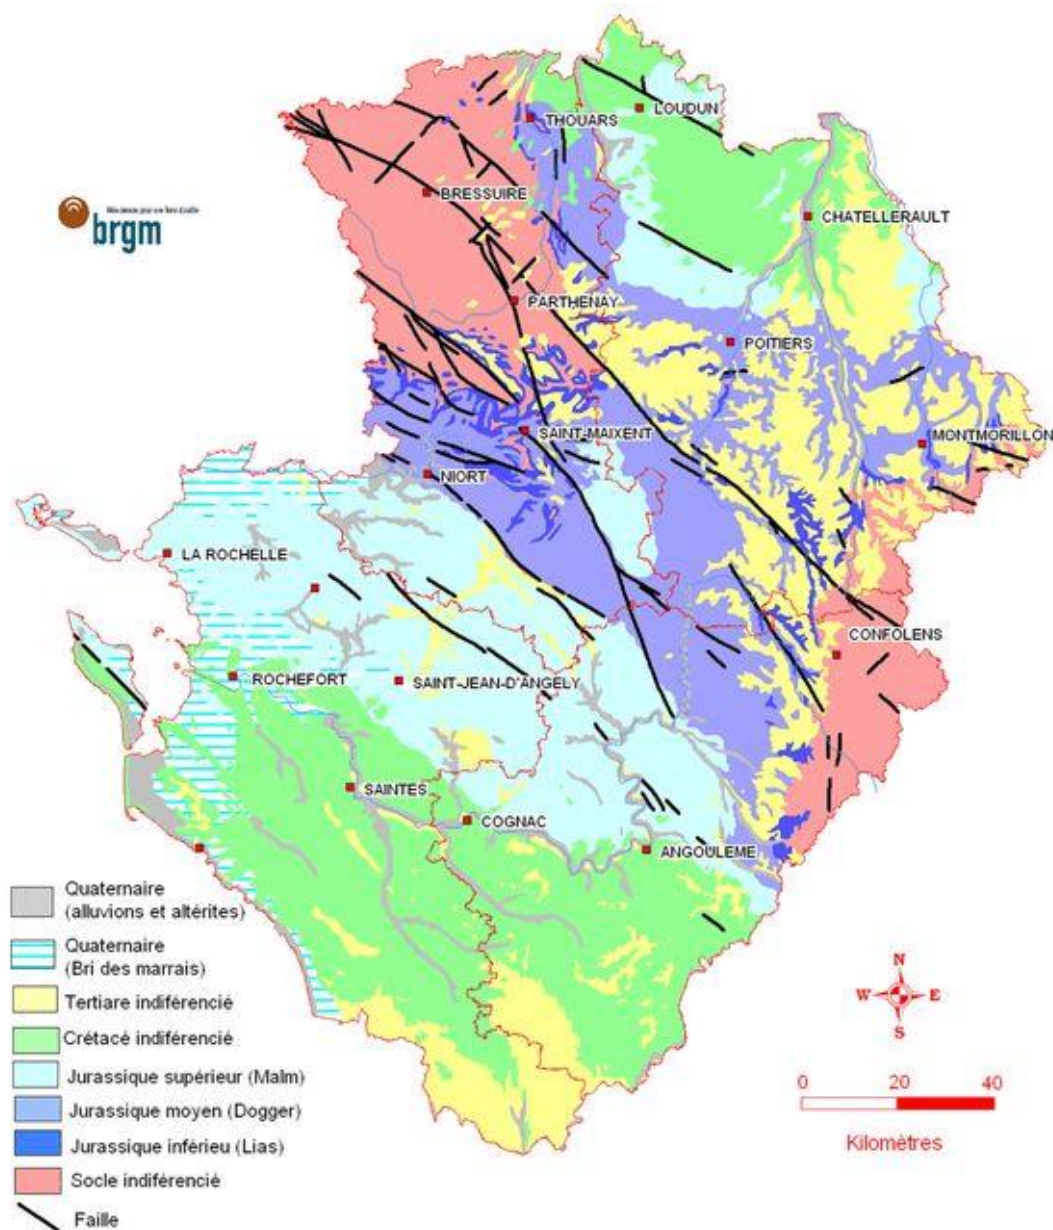 LOUDUN
THOUARS
BRESSUIRE
CHATELLERAULT
brgm
PARTHENAY
POITIERS
SAINT-MAIXENT
MONTMORILLON
NIORT
LA ROCHELLE
CONFOLENS
ROCHEFORT
SAINT-JEAN-D'ANGELY
SAINTES
COGNAC
ANGOULEME
Quaternaire
(alluvions et altérites)
Quaternaire
(Bri des marrais)
Tertiare indiférencié
Crétacé indiférencié
Jurassique supérieur (Malm)
Jurassique moyen (Dogger)
Jurassique inférieu (Lias)
Socle indiférencié
Faille
N
W E
S
0 20 40
Kilomètres